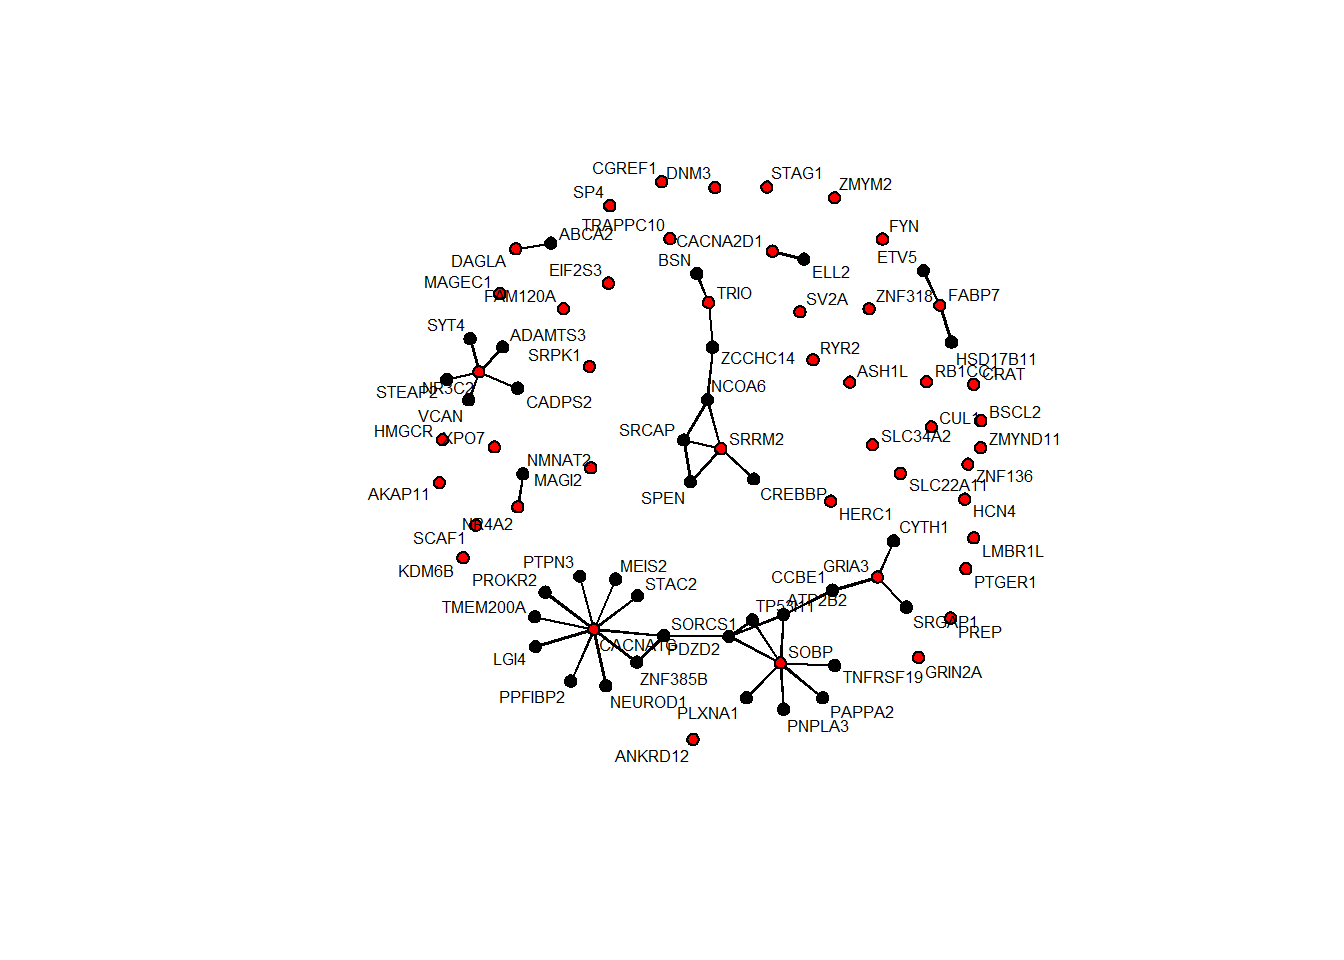 CGREF1
DNM3
STAG1
ZMYM2
SP4
TRAPPC10
FYN
ABCA2
CACNA2D1
DAGLA
BSN
ETV5
EIF2S3
ELL2
MAGEC1
FAM120A
TRIO
SV2A
ZNF318
FABP7
SYT4
ADAMTS3
SRPK1
ZCCHC14
RYR2
HSD17B11
ASH1L
RB1CC1
CRAT
STEAP2
NR3C2
NCOA6
CADPS2
VCAN
BSCL2
CUL1
HMGCR
XPO7
SRCAP
SRRM2
SLC34A2
ZMYND11
NMNAT2
MAGI2
ZNF136
AKAP11
SPEN
CREBBP
SLC22A11
HERC1
HCN4
NR4A2
SCAF1
CYTH1
LMBR1L
KDM6B
PTPN3
MEIS2
GRIA3
PROKR2
STAC2
CCBE1
PTGER1
TMEM200A
TP53I11
ATP2B2
SORCS1
SRGAP1
PREP
CACNA1G
PDZD2
SOBP
LGI4
ZNF385B
TNFRSF19
GRIN2A
PPFIBP2
NEUROD1
PLXNA1
PAPPA2
PNPLA3
ANKRD12